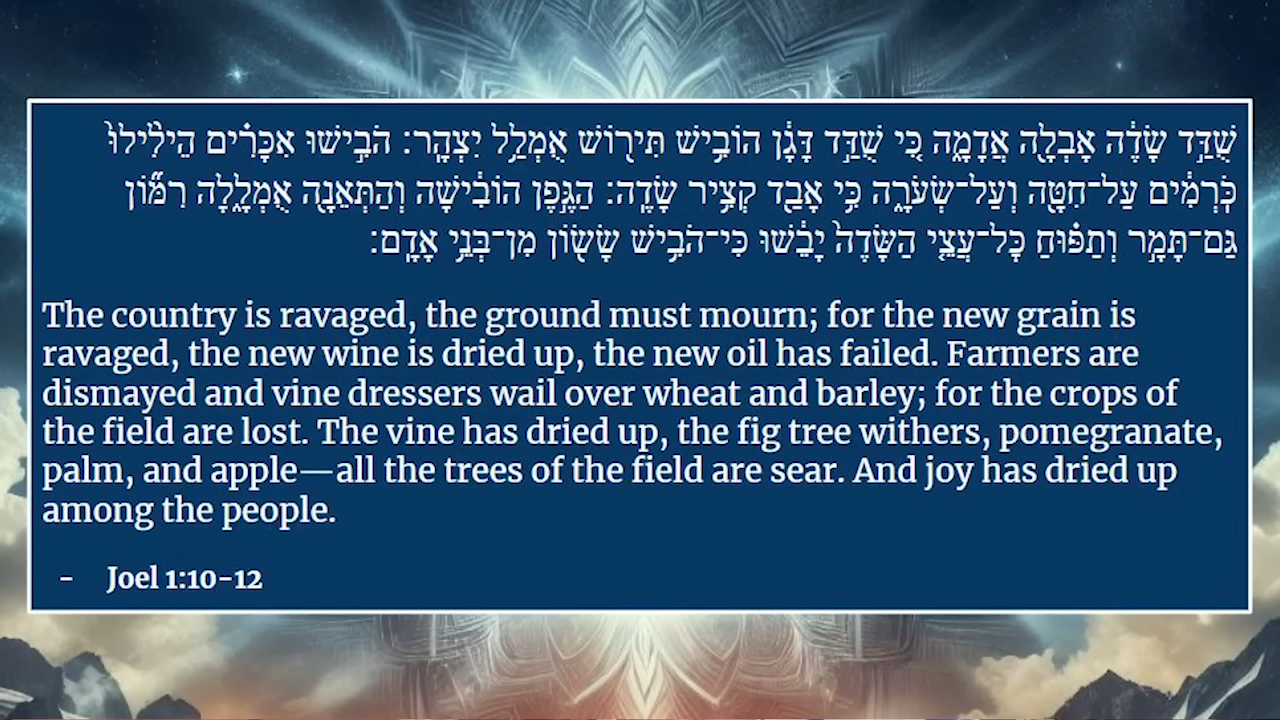 שֻׁדַּ֣ד שָׂדֶ֔ה אָבְלָ֖ה אֲדָמָ֑ה כִּ֚י שֻׁדַּ֣ד דָּגָ֔ן הוֹבִ֥ישׁ תִּיר֖וֹשׁ אֻמְלַ֥ל יִצְהָֽר׃ הֹבִ֣ישׁוּ אִכָּרִ֗ים הֵילִ֙ילוּ֙
כֹּֽרְמִ֔ים עַל־חִטָּ֖ה וְעַל־שְׂעֹרָ֑ה כִּ֥י אָבַ֖ד קְצִ֥יר שָׂדֶֽה׃ הַגֶּ֣פֶן הוֹבִ֔ישָׁה וְהַתְּאֵנָ֖ה אֻמְלָ֑לָה רִמּ֞וֹן
גַּם־תָּמָ֣ר וְתַפּ֗וּחַ כׇּל־עֲצֵ֤י הַשָּׂדֶה֙ יָבֵ֔שׁוּ כִּי־הֹבִ֥ישׁ שָׂשׂ֖וֹן מִן־בְּנֵ֥י אָדָֽם׃
The country is ravaged, the ground must mourn; for the new grain is
ravaged, the new wine is dried up, the new oil has failed. Farmers are
dismayed and vine dressers wail over wheat and barley; for the crops of
the field are lost. The vine has dried up, the fig tree withers, pomegranate,
palm, and apple—all the trees of the field are sear. And joy has dried up
among the people.
- Joel 1:10-12